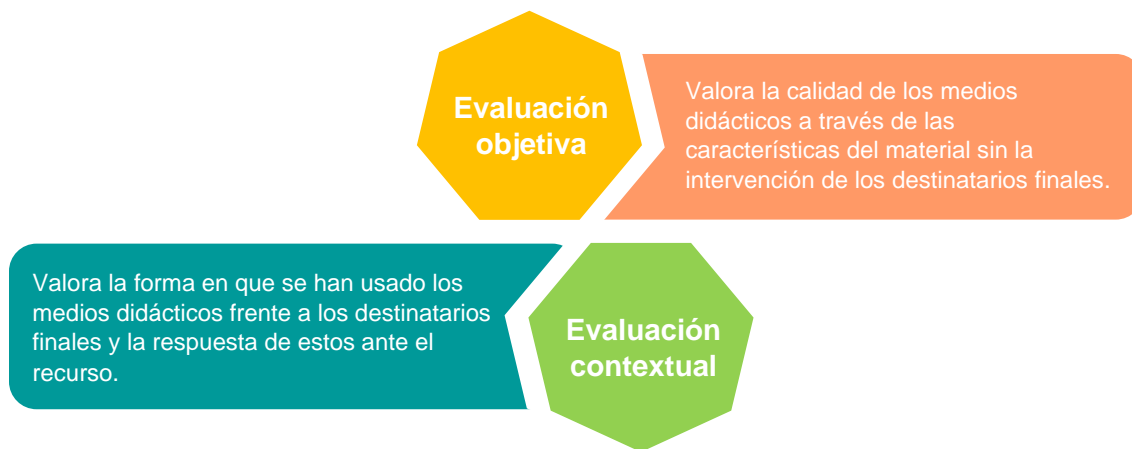 Evaluación
objetiva
Valora la calidad de los medios
didácticos a través de las
características del material sin la
intervención de los destinatarios finales.
Valora la forma en que se han usado los
medios didácticos frente a los destinatarios
finales y la respuesta de estos ante el
recurso.
Evaluación
contextual